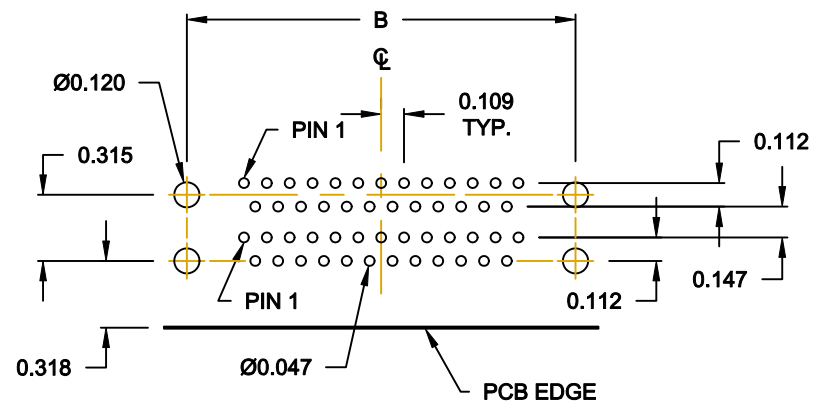 B
℄
Ø0.120
0.109
TYP.
PIN 1
0.112
0.315
0.147
PIN 1
0.112
0.318
Ø0.047
PCB EDGE